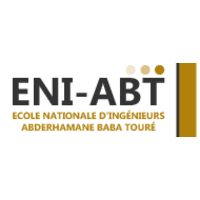 ENI-ABT
ECOLE NATIONALE D'INGÉNIEURS
ABDERHAMANE BABA TOURÉ